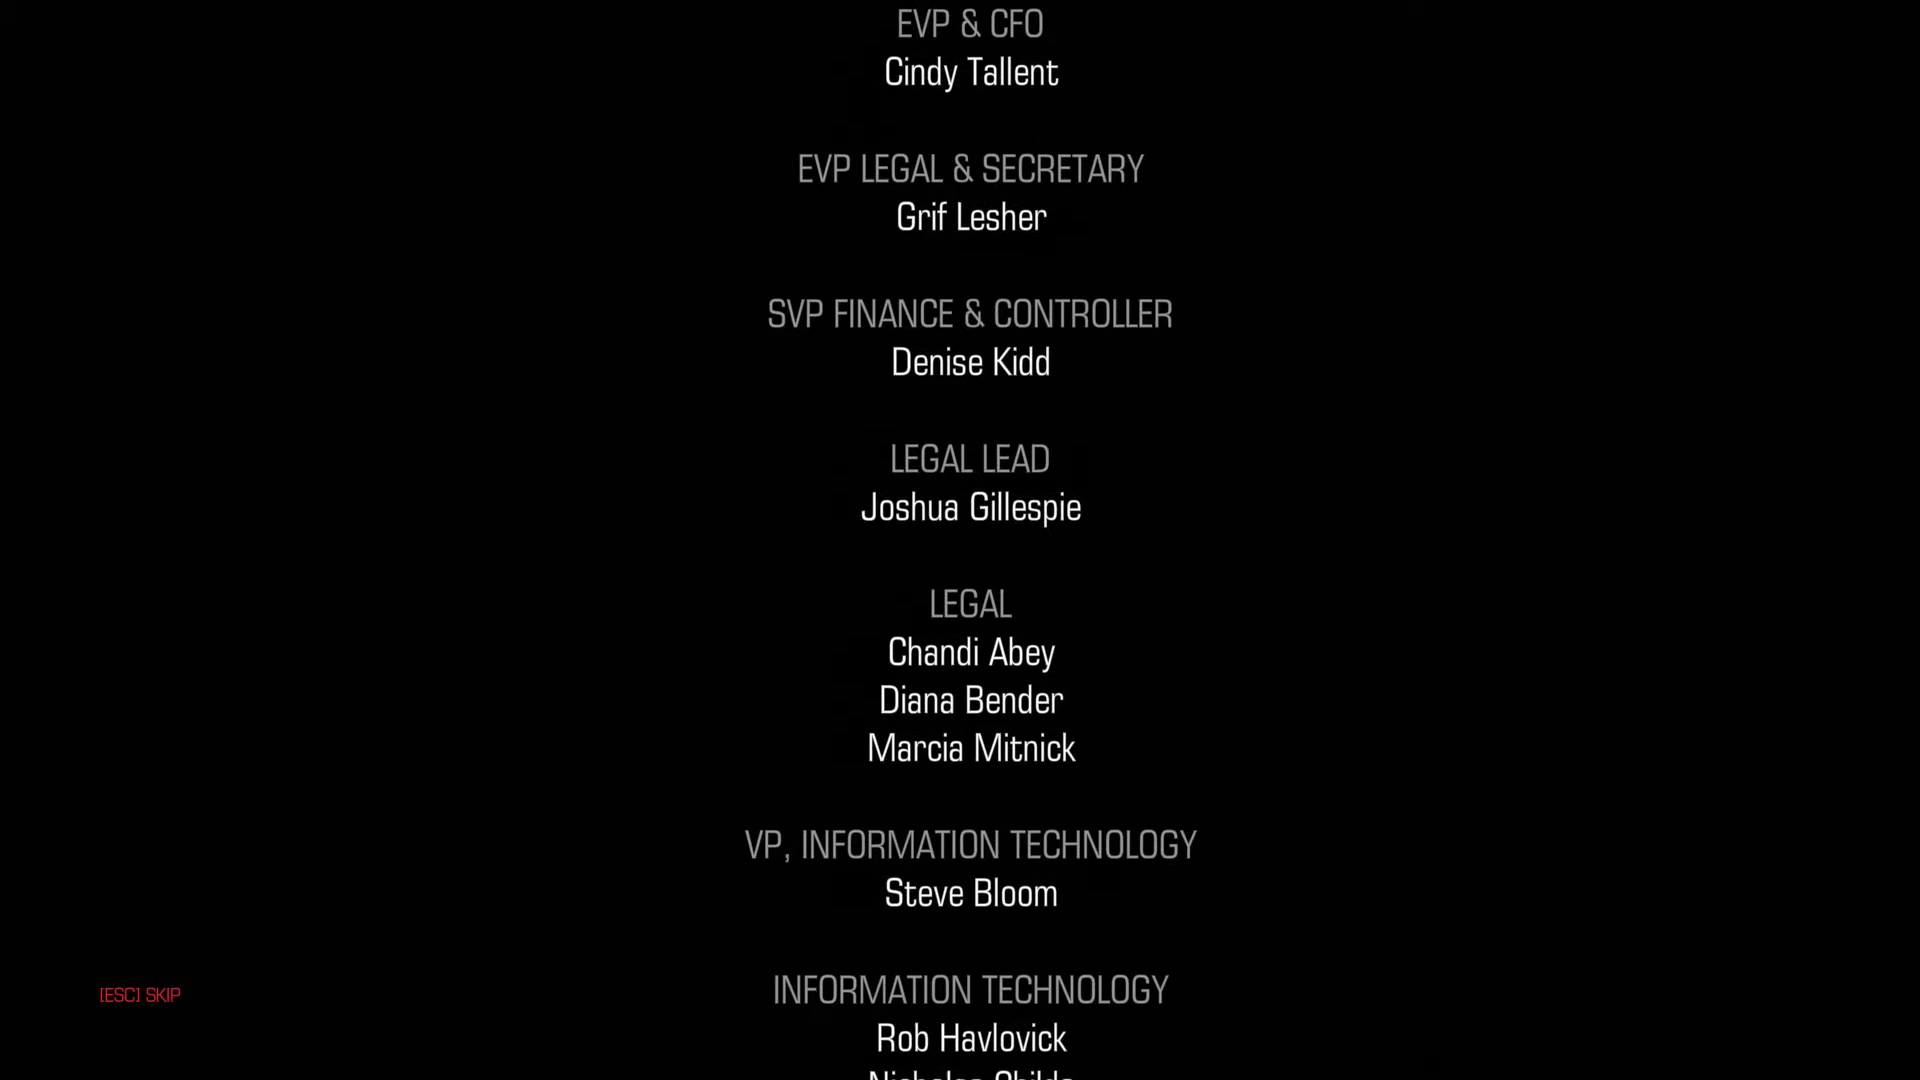 EVP & CFO
Cindy Tallent
EVP LEGAL & SECRETARY
Grif Lesher
SVP FINANCE & CONTROLLER
Denise Kidd
LEGAL LEAD
Joshua Gillespie
LEGAL
Chandi Abey
Diana Bender
Marcia Mitnick
VP, INFORMATION TECHNOLOGY
Steve Bloom
INFORMATION TECHNOLOGY
[ESC] SKIP
Rob Havlovick